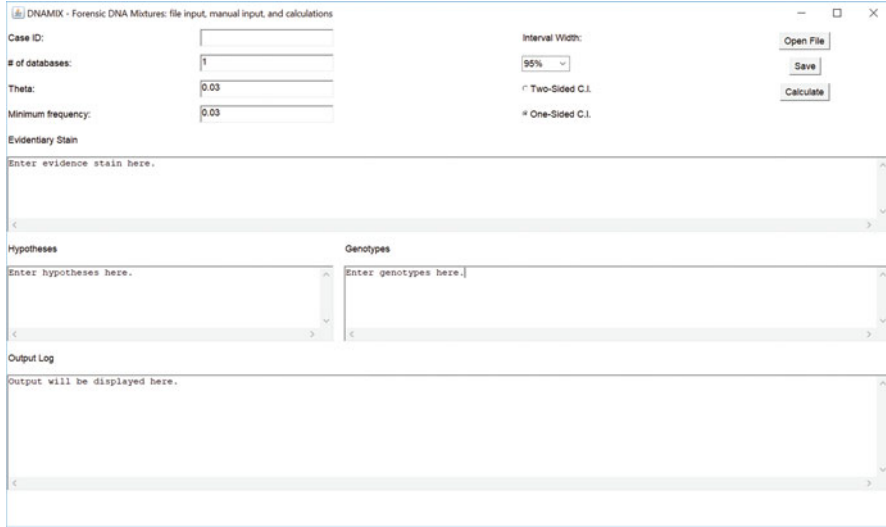 DNAMIX - Forensic DNA Mixtures: file input, manual input, and calculations
Case ID:
Interval Width:
Open File
# of databases:
1
95%
Save
Theta:
0.03
Two-Sided C.I.
Calculate
Minimum frequency:
0.03
One-Sided C.I.
Evidentiary Stain
Enter evidence stain here.
Hypotheses
Genotypes
Enter hypotheses here.
Enter genotypes here.
Output Log
Output will be displayed here.